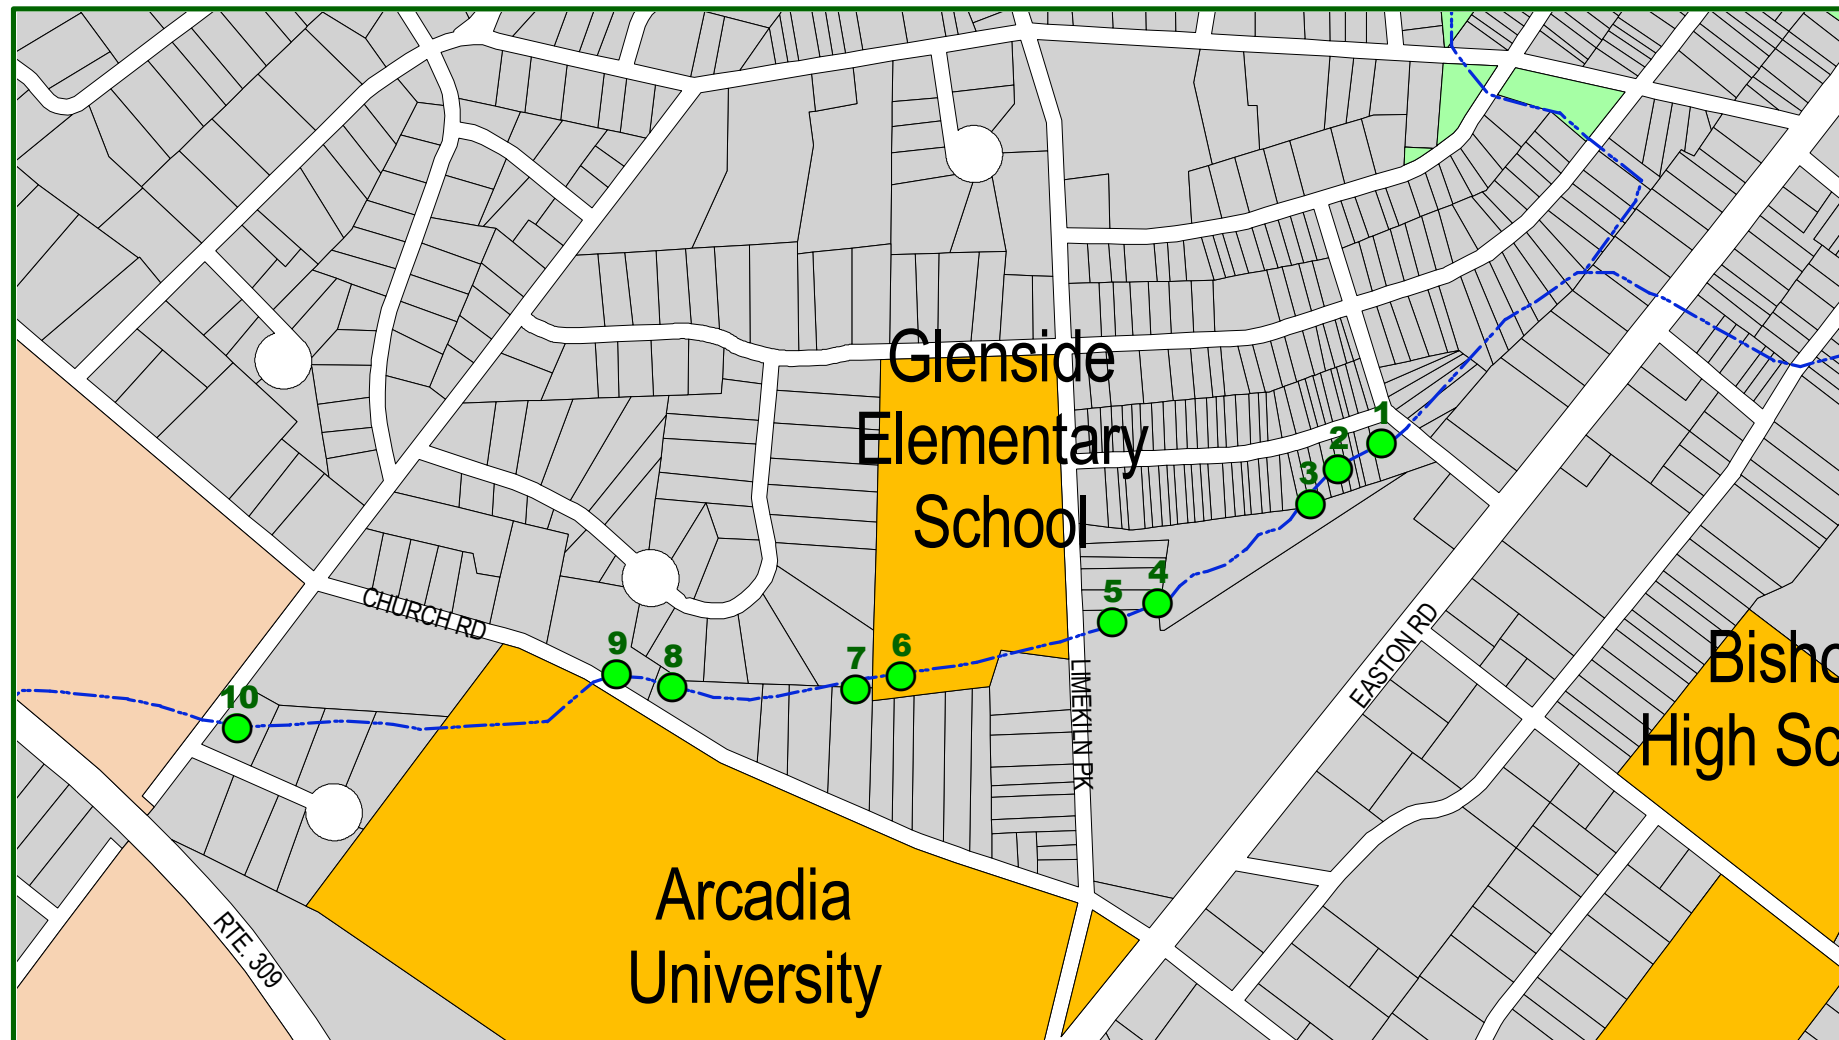 Glenside
Elementary
School
1
2
3
4
5
6
7
8
9
10
CHURCH RD
LIMEKILN PK
EASTON RD
Bisho
High Sc
Arcadia
University
RTE. 309